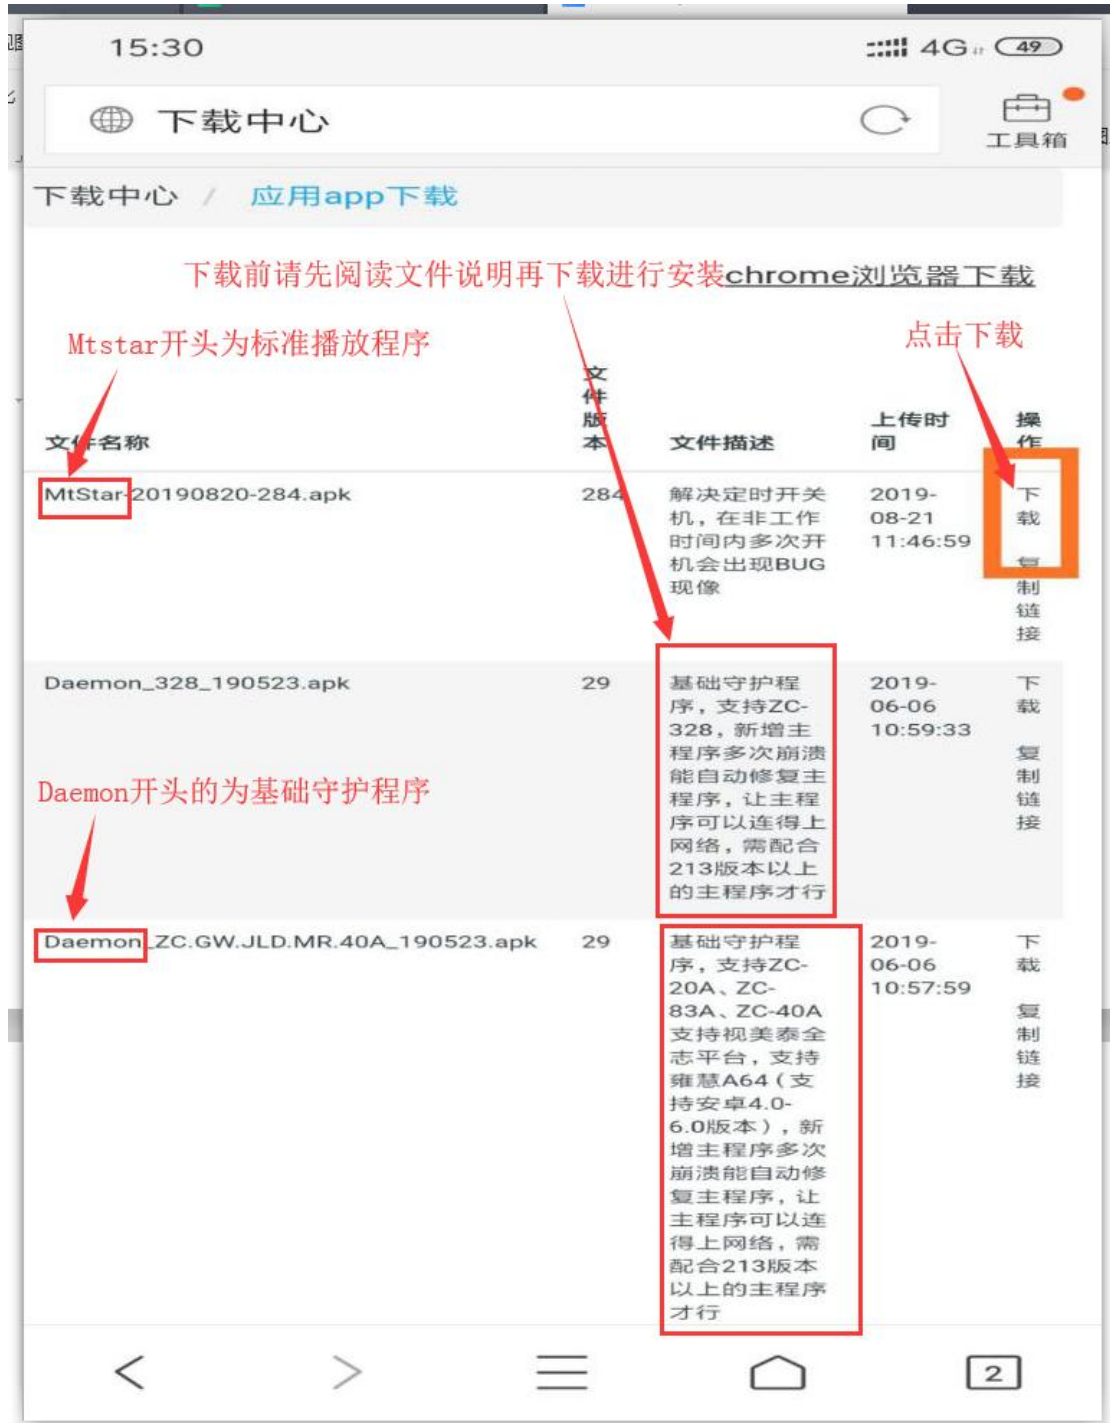 15:30
4G
49
下载中心
工具箱
下载中心 / 应用app下载
下载前请先阅读文件说明再下载进行安装
chrome浏览器下载
Mtstar开头为标准播放程序
点击下载
文件名称
文件版本
文件描述
上传时间
操作
MtStar-20190820-284.apk
284
解决定时开关
机，在非工作
时间内多次开
机会出现BUG
现像
2019-
08-21
11:46:59
下载
复制链接
Daemon_328_190523.apk
29
基础守护程
序，支持ZC-
328，新增主
程序多次崩溃
能自动修复主
程序，让主程
序可以连得上
网络，需配合
213版本以上
的主程序才行
2019-
06-06
10:59:33
下载
复制链接
Daemon开头的为基础守护程序
Daemon_ZC.GW.JLD.MR.40A_190523.apk
29
基础守护程
序，支持ZC-
20A、ZC-
83A、ZC-40A
支持视美泰全
志平台，支持
雍慧A64（支
持安卓4.0-
6.0版本），新
增主程序多次
崩溃能自动修
复主程序，让
主程序可以连
得上网络，需
配合213版本
以上的主程序
才行
2019-
06-06
10:57:59
下载
复制链接
2